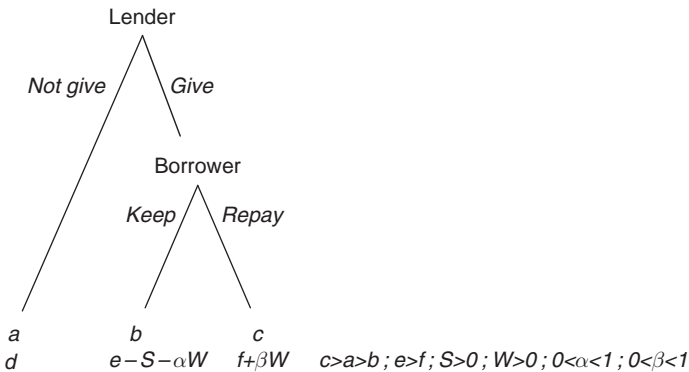 Lender
Not give Give
Borrower
Keep Repay
a b c
d e−S−αW f+βW c>a>b ; e>f ; S>0 ; W>0 ; 0<α<1 ; 0<β<1